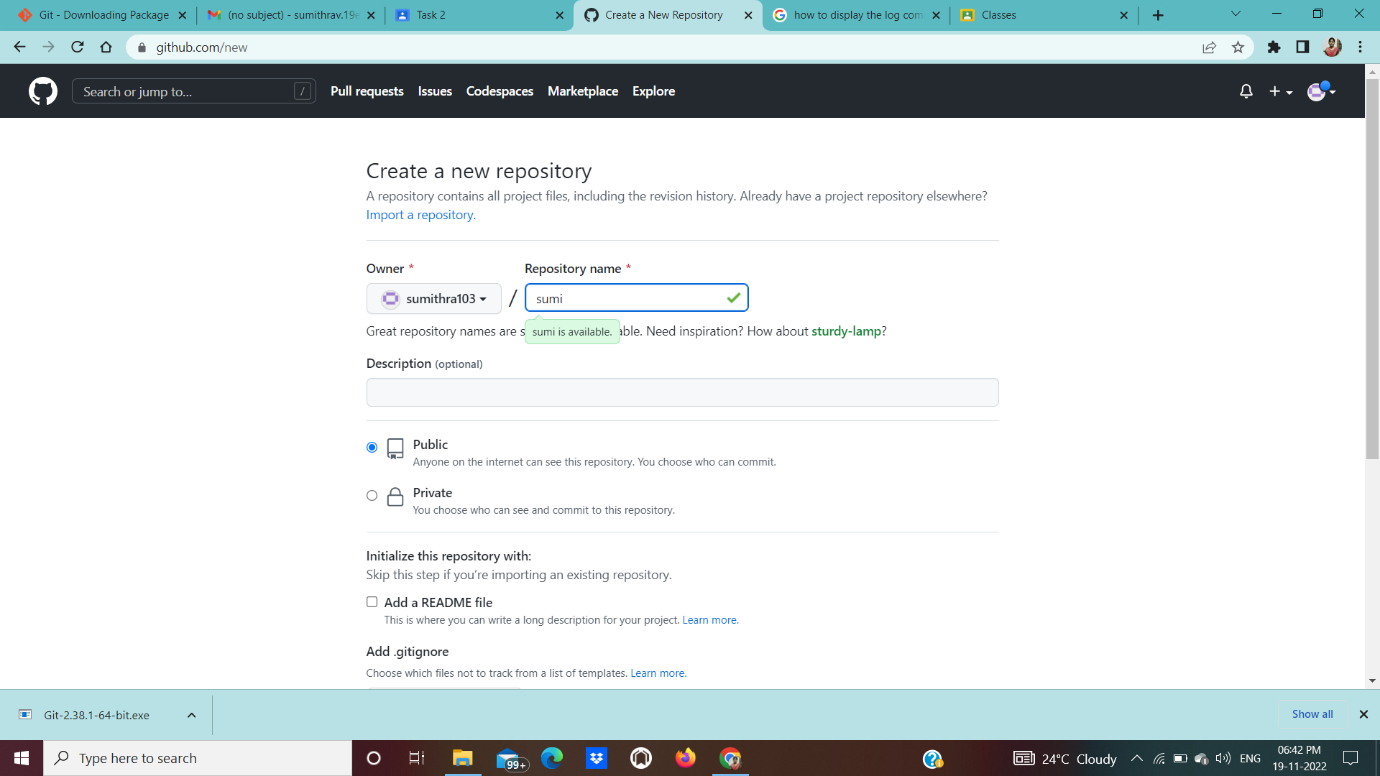 Git - Downloading Package
(no subject) - sumithrav.19e
Task 2
Create a New Repository
how to display the log com
Classes
github.com/new
Search or jump to...
/
Pull requests
Issues
Codespaces
Marketplace
Explore
Create a new repository
A repository contains all project files, including the revision history. Already have a project repository elsewhere?
Import a repository.
Owner *
Repository name *
sumithra103
/
sumi
Great repository names are s
sumi is available.
ble. Need inspiration? How about sturdy-lamp?
Description (optional)
Public
Anyone on the internet can see this repository. You choose who can commit.
Private
You choose who can see and commit to this repository.
Initialize this repository with:
Skip this step if you're importing an existing repository.
Add a README file
This is where you can write a long description for your project. Learn more.
Add .gitignore
Choose which files not to track from a list of templates. Learn more.
Git-2.38.1-64-bit.exe
Show all
Type here to search
99+
24°C Cloudy
ENG
06:42 PM
19-11-2022